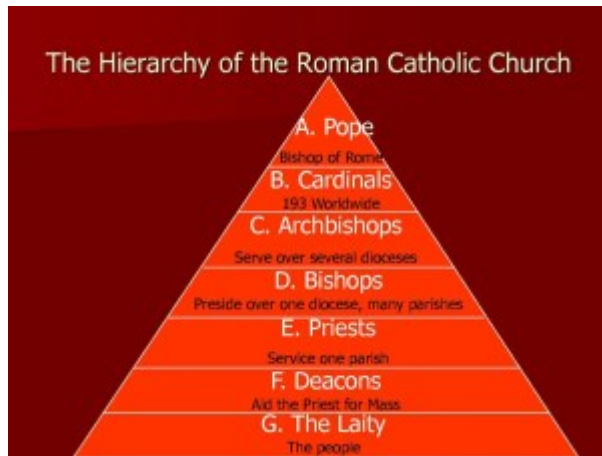 The Hierarchy of the Roman Catholic Church
A. Pope
Bishop of Rome
B. Cardinals
193 Worldwide
C. Archbishops
Serve over several dioceses
D. Bishops
Preside over one diocese, many parishes
E. Priests
Service one parish
F. Deacons
Aid the Priest for Mass
G. The Laity
The people